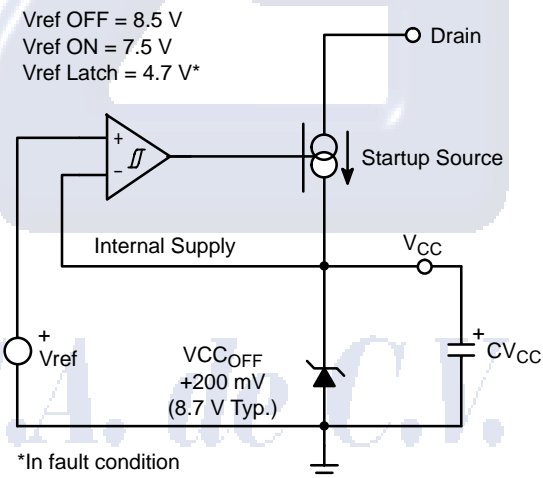 Vref OFF = 8.5 V
Vref ON = 7.5 V
Vref Latch = 4.7 V*
Drain
+
−
Startup Source
Internal Supply
VCC
+
Vref
VCCOFF
+200 mV
(8.7 V Typ.)
+
CVCC
*In fault condition
.A. de C.V.